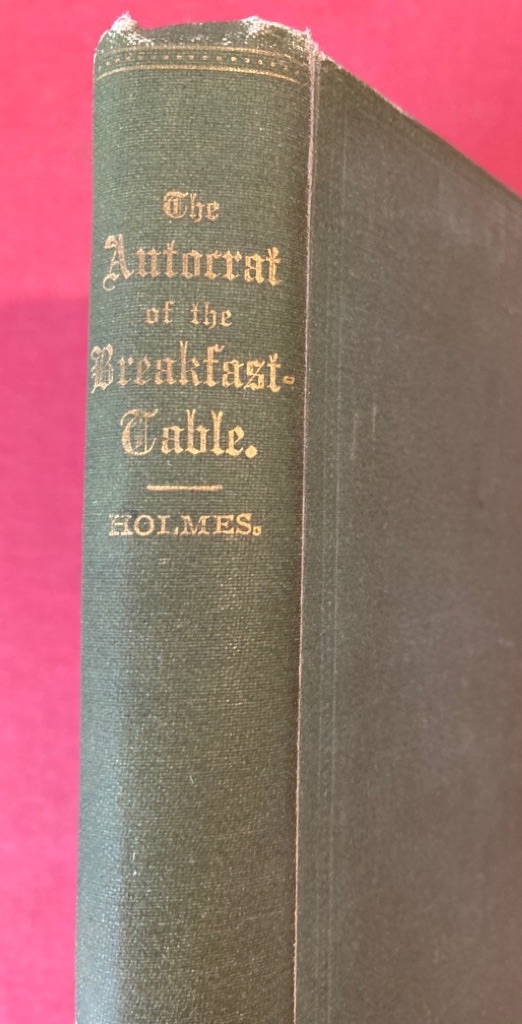 The
Autocrat
of the
Breakfast-
Table.
HOLMES.